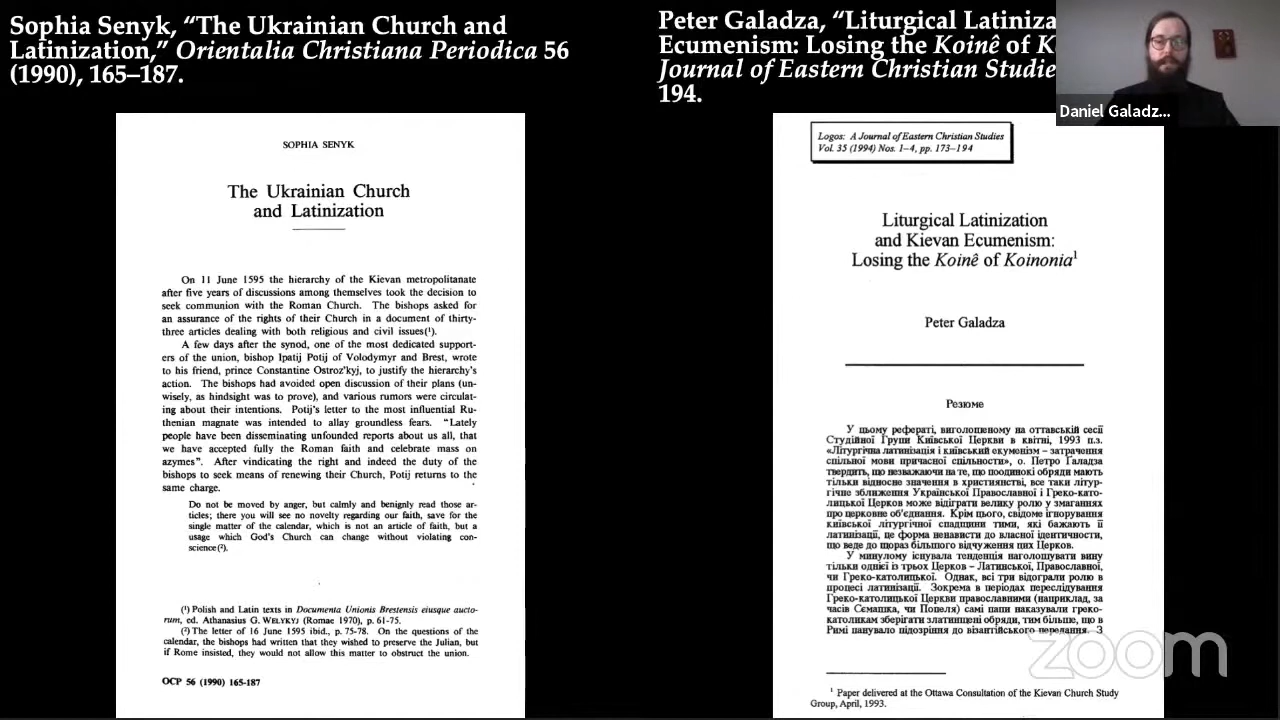 Sophia Senyk, “The Ukrainian Church and
Latinization,” Orientalia Christiana Periodica 56
(1990), 165–187.
SOPHIA SENYK
The Ukrainian Church
and Latinization
On 11 June 1595 the hierarchy of the Kievan metropolitanate
after five years of discussions among themselves took the decision to
seek communion with the Roman Church. The bishops asked for
an assurance of the rights of their Church in a document of thirty-
three articles dealing with both religious and civil issues(¹).
A few days after the synod, one of the most dedicated support-
ers of the union, bishop Ipatij Potij of Volodymyr and Brest, wrote
to his friend, prince Constantine Ostroz'kyj, to justify the hierarchy's
action. The bishops had avoided open discussion of their plans (un-
wisely, as hindsight was to prove), and various rumors were circulat-
ing about their intentions. Potij's letter to the most influential Ru-
thenian magnate was intended to allay groundless fears. “Lately
people have been disseminating unfounded reports about us all, that
we have accepted fully the Roman faith and celebrate mass on
azymes”. After vindicating the right and indeed the duty of the
bishops to seek means of renewing their Church, Potij returns to the
same charge.
Do not be moved by anger, but calmly and benignly read those ar-
ticles; there you will see no novelty regarding our faith, save for the
single matter of the calendar, which is not an article of faith, but a
usage which God's Church can change without violating con-
science(²).
(¹) Polish and Latin texts in Documenta Unionis Brestensis eiusque aucto-
rum, ed. Athanasius G. WELYKYJ (Romae 1970), p. 61-75.
(²) The letter of 16 June 1595 ibid., p. 75-78. On the questions of the
calendar, the bishops had written that they wished to preserve the Julian, but
if Rome insisted, they would not allow this matter to obstruct the union.
OCP 56 (1990) 165-187
Peter Galadza, “Liturgical Latiniza
Ecumenism: Losing the Koinê of K
Journal of Eastern Christian Studie
194.
Daniel Galadz...
Logos: A Journal of Eastern Christian Studies
Vol. 35 (1994) Nos. 1–4, pp. 173–194
Liturgical Latinization
and Kievan Ecumenism:
Losing the Koinê of Koinonia¹
Peter Galadza
Резюме
У цьому рефераті, виголошеному на оттавській сесії
Студійної Групи Київської Церкви в квітні, 1993 п.з.
«Літургічна латинізація і київський екуменізм – затрачення
спільної мови причасної спільности», о. Петро Ґаладза
твердить, що незважаючи на те, що поодинокі обряди мають
тільки відносне значення в християнстві, все таки літур-
гічне зближення Української Православної і Греко-като-
лицької Церков може відіграти велику ролю у змаганнях
про церковне об'єднання. Крім цього, свідоме ігнорування
київської літургічної спадщини тими, які бажають її
латинізації, це форма ненависти до власної ідентичности,
що веде до щораз більшого відчуження цих Церков.
У минулому існувала тенденція наголошувати вину
тільки однієї із трьох Церков – Латинської, Православної,
чи Греко-католицької. Однак, всі три відограли ролю в
процесі латинізації. Зокрема в періодах переслідування
Греко-католицької Церкви православними (наприклад, за
часів Сємашка, чи Попеля) самі папи наказували греко-
католикам зберігати златинщені обряди, тим більше, що в
Римі панувало підозріння до візантійського передання. З
zoom
¹ Paper delivered at the Ottawa Consultation of the Kievan Church Study
Group, April, 1993.